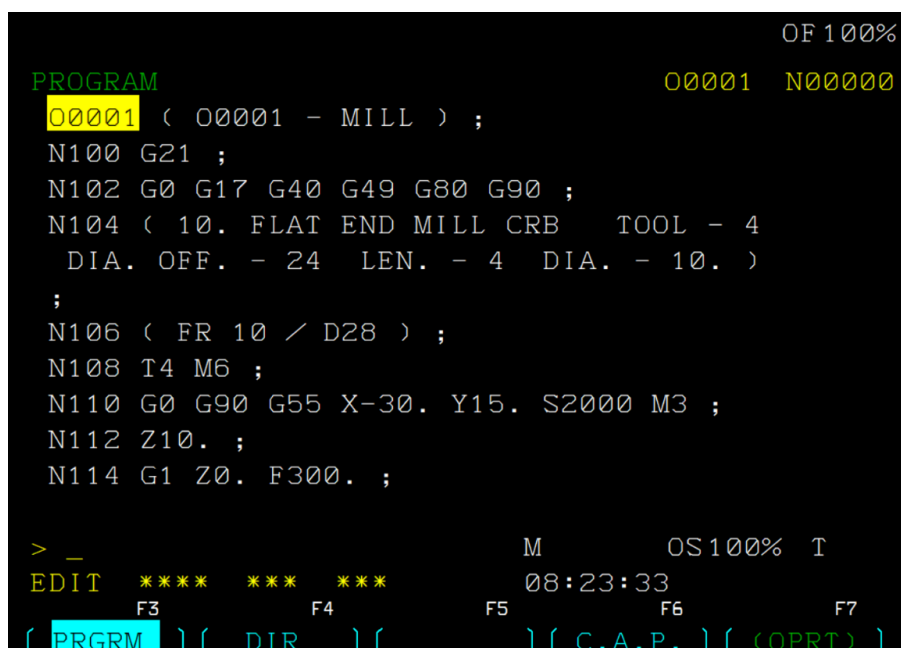 OF100%
PROGRAM O0001 N00000
O0001 ( O0001 - MILL ) ;
N100 G21 ;
N102 G0 G17 G40 G49 G80 G90 ;
N104 ( 10. FLAT END MILL CRB TOOL - 4
DIA. OFF. - 24 LEN. - 4 DIA. - 10. )
;
N106 ( FR 10 / D28 ) ;
N108 T4 M6 ;
N110 G0 G90 G55 X-30. Y15. S2000 M3 ;
N112 Z10. ;
N114 G1 Z0. F300. ;
> _ M OS100% T
EDIT **** *** *** 08:23:33
F3 F4 F5 F6 F7
[ PRGRM ] [ DIR ] [ ] [ C.A.P. ] [ (OPRT) ]